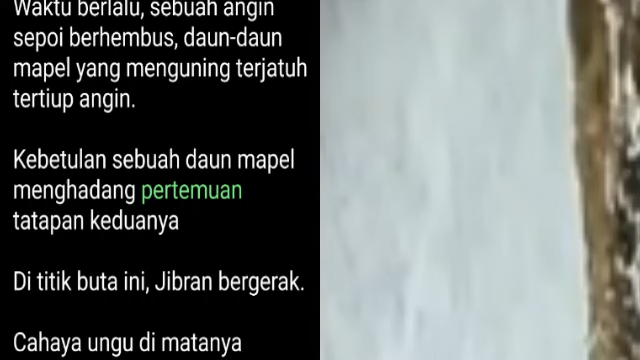 Waktu berlalu, sebuah angin
sepoi berhembus, daun-daun
mapel yang menguning terjatuh
tertiup angin.
Kebetulan sebuah daun mapel
menghadang pertemuan
tatapan keduanya
Di titik buta ini, Jibran bergerak.
Cahaya ungu di matanya